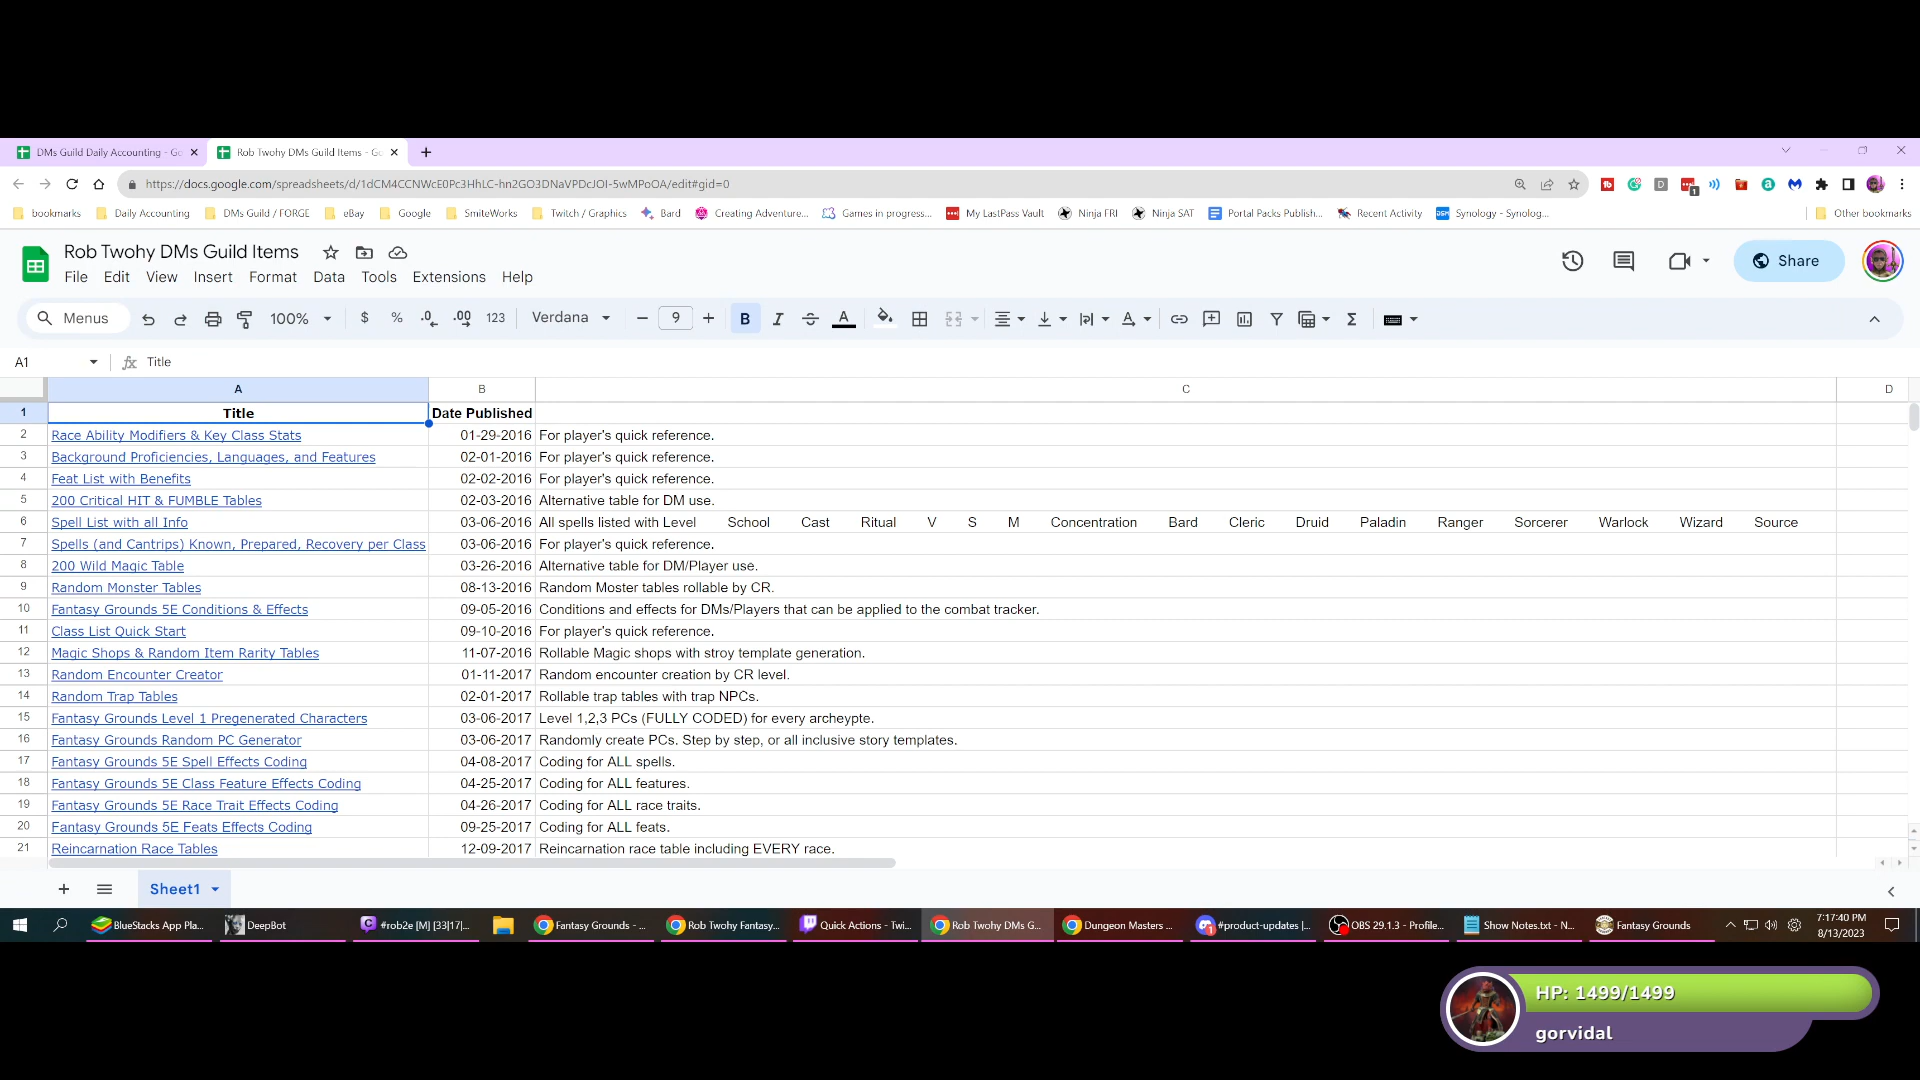 DMs Guild Daily Accounting - Go
Rob Twohy DMs Guild Items - Go
https://docs.google.com/spreadsheets/d/1dCM4CCNWcE0Pc3HhLC-hn2GO3DNaVPDcJOI-5wMPoOA/edit#gid=0
bookmarks Daily Accounting DMs Guild / FORGE eBay Google SmiteWorks Twitch / Graphics Bard Creating Adventure... Games in progress... My LastPass Vault Ninja FRI Ninja SAT Portal Packs Publish... Recent Activity Synology - Synolog... Other bookmarks
Rob Twohy DMs Guild Items
File Edit View Insert Format Data Tools Extensions Help
Share
Menus 100% $ % .0 .00 123 Verdana 9 B I A
A1 fx Title
A B C D
1 Title Date Published
2 Race Ability Modifiers & Key Class Stats 01-29-2016 For player's quick reference.
3 Background Proficiencies, Languages, and Features 02-01-2016 For player's quick reference.
4 Feat List with Benefits 02-02-2016 For player's quick reference.
5 200 Critical HIT & FUMBLE Tables 02-03-2016 Alternative table for DM use.
6 Spell List with all Info 03-06-2016 All spells listed with Level School Cast Ritual V S M Concentration Bard Cleric Druid Paladin Ranger Sorcerer Warlock Wizard Source
7 Spells (and Cantrips) Known, Prepared, Recovery per Class 03-06-2016 For player's quick reference.
8 200 Wild Magic Table 03-26-2016 Alternative table for DM/Player use.
9 Random Monster Tables 08-13-2016 Random Moster tables rollable by CR.
10 Fantasy Grounds 5E Conditions & Effects 09-05-2016 Conditions and effects for DMs/Players that can be applied to the combat tracker.
11 Class List Quick Start 09-10-2016 For player's quick reference.
12 Magic Shops & Random Item Rarity Tables 11-07-2016 Rollable Magic shops with stroy template generation.
13 Random Encounter Creator 01-11-2017 Random encounter creation by CR level.
14 Random Trap Tables 02-01-2017 Rollable trap tables with trap NPCs.
15 Fantasy Grounds Level 1 Pregenerated Characters 03-06-2017 Level 1,2,3 PCs (FULLY CODED) for every archeypte.
16 Fantasy Grounds Random PC Generator 03-06-2017 Randomly create PCs. Step by step, or all inclusive story templates.
17 Fantasy Grounds 5E Spell Effects Coding 04-08-2017 Coding for ALL spells.
18 Fantasy Grounds 5E Class Feature Effects Coding 04-25-2017 Coding for ALL features.
19 Fantasy Grounds 5E Race Trait Effects Coding 04-26-2017 Coding for ALL race traits.
20 Fantasy Grounds 5E Feats Effects Coding 09-25-2017 Coding for ALL feats.
21 Reincarnation Race Tables 12-09-2017 Reincarnation race table including EVERY race.
Sheet1
BlueStacks App Pla... DeepBot #rob2e [M] [33|17|... Fantasy Grounds - ... Rob Twohy Fantasy... Quick Actions - Twi... Rob Twohy DMs G... Dungeon Masters ... #product-updates |... OBS 29.1.3 - Profile... Show Notes.txt - N... Fantasy Grounds 7:17:40 PM
8/13/2023
HP: 1499/1499
gorvidal